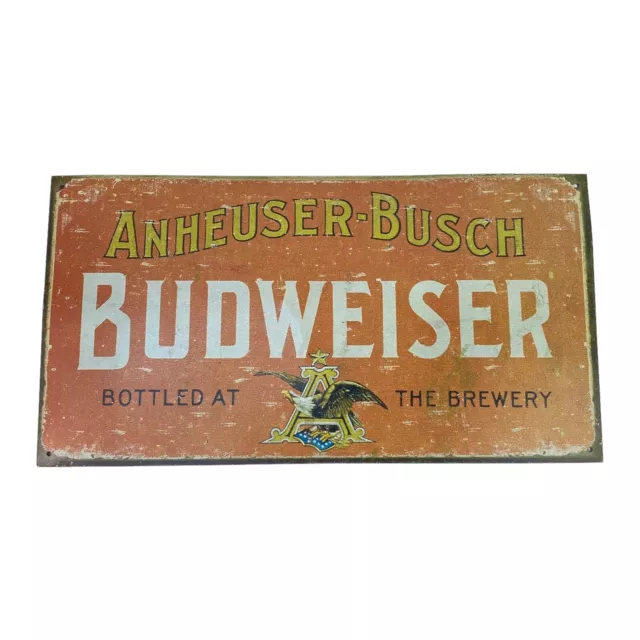 ANHEUSER-BUSCH
BUDWEISER
BOTTLED AT THE BREWERY